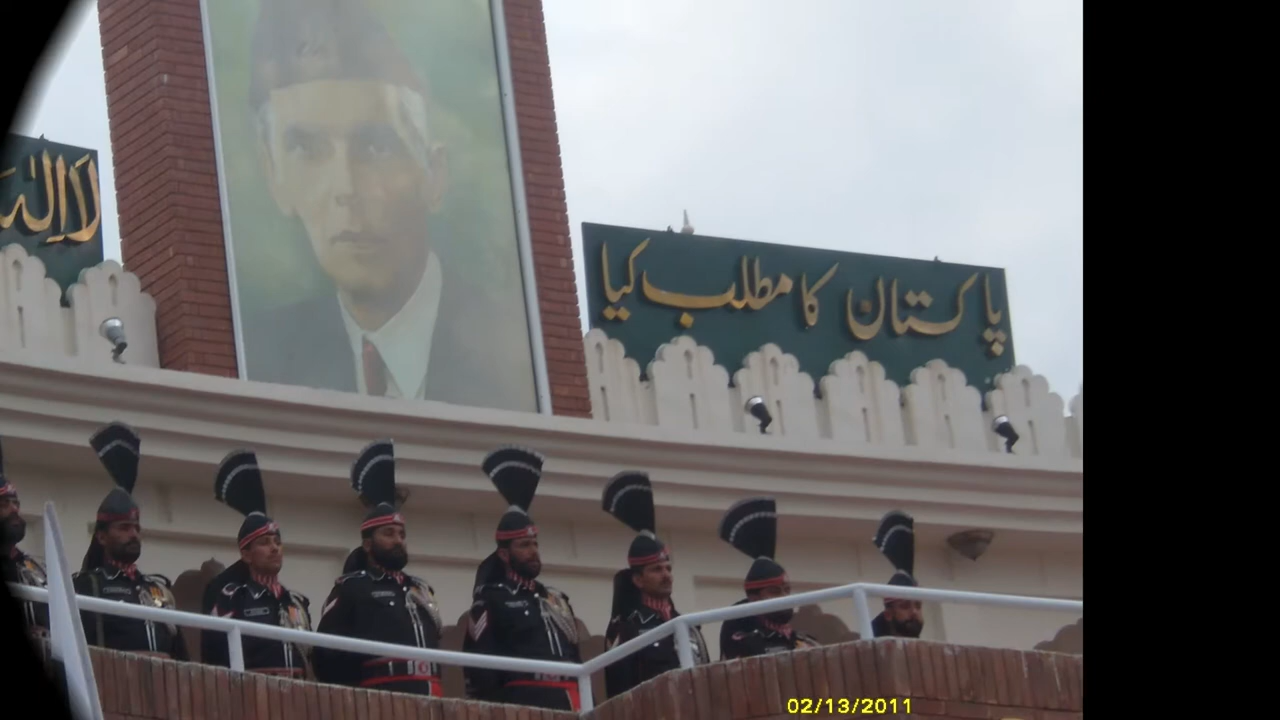 پاکستان کا مطلب کیا
لَا اِلٰہَ
02/13/2011